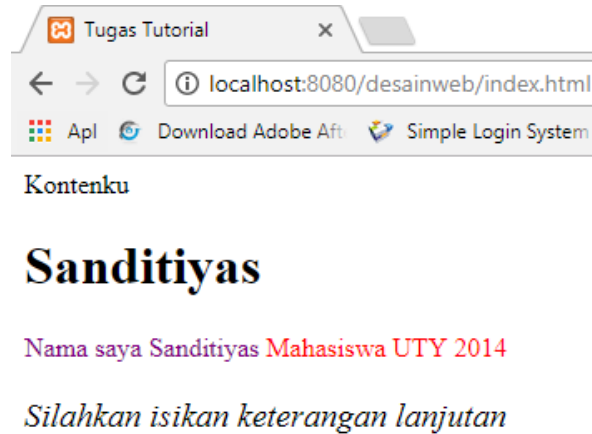 Tugas Tutorial
localhost:8080/desainweb/index.html
Apl Download Adobe Aft Simple Login System
Kontenku
Sanditiyas
Nama saya Sanditiyas Mahasiswa UTY 2014
Silahkan isikan keterangan lanjutan